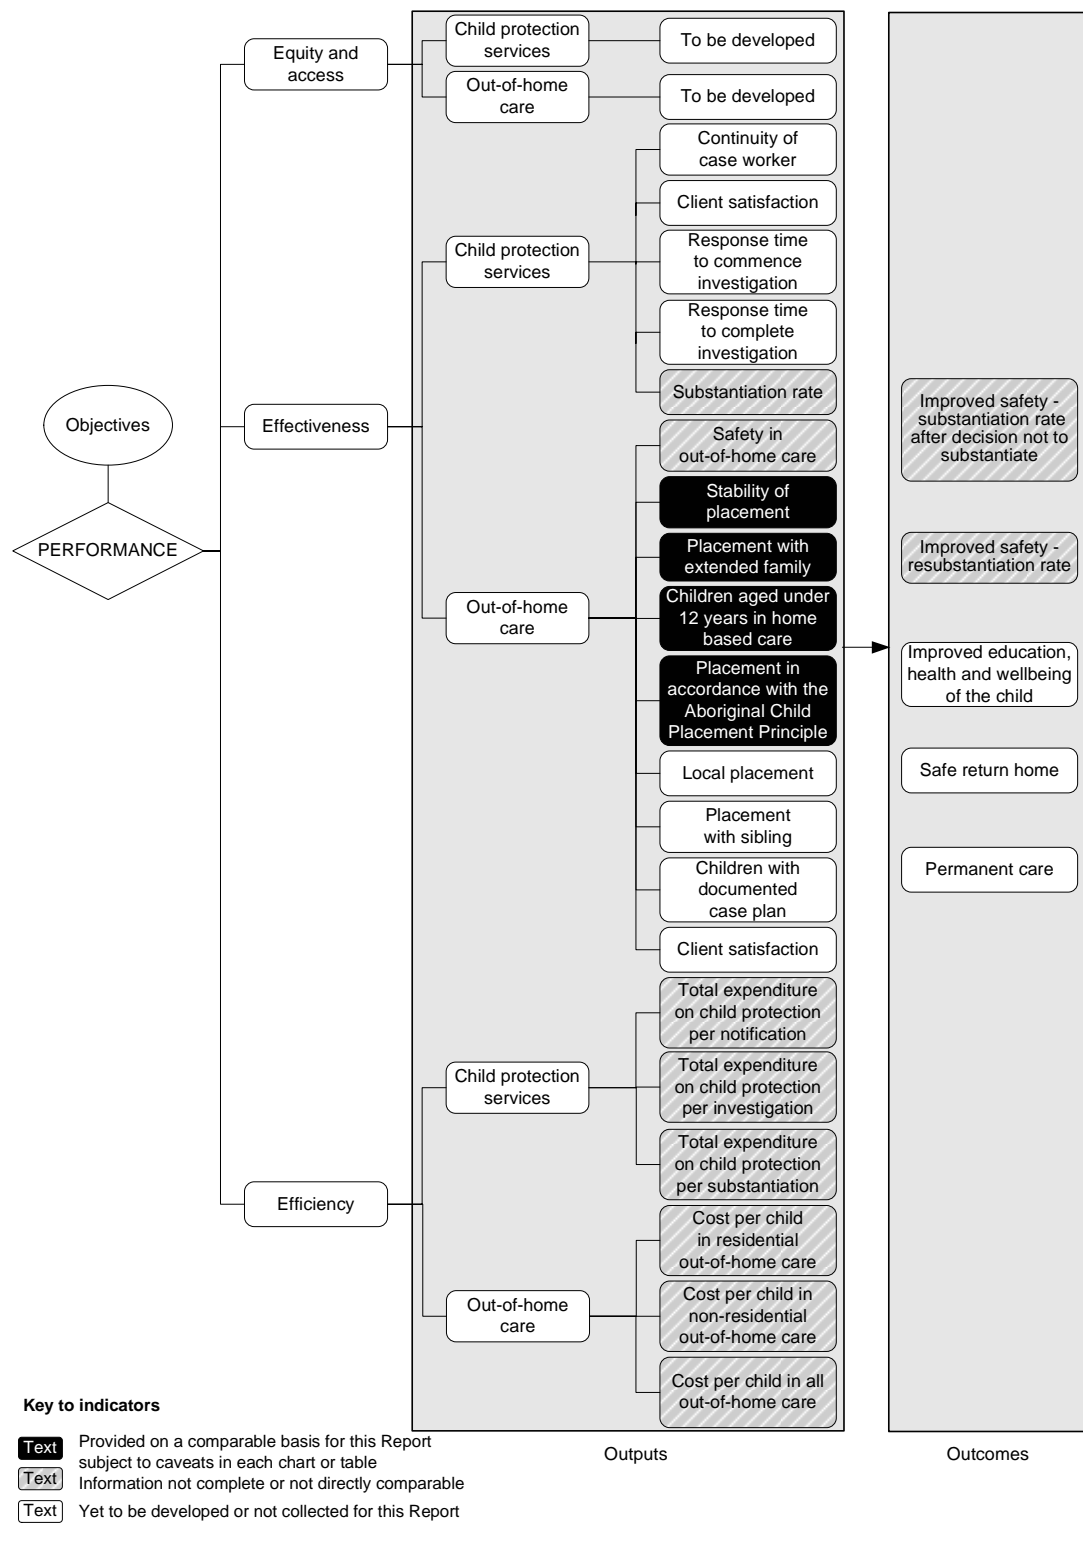 Child protection
services
To be developed
Equity and
access
Out-of-home
care
To be developed
Continuity of
case worker
Client satisfaction
Child protection
services
Response time
to commence
investigation
Response time
to complete
investigation
Substantiation rate
Objectives
PERFORMANCE
Effectiveness
Safety in
out-of-home care
Stability of
placement
Placement with
extended family
Out-of-home
care
Children aged under
12 years in home
based care
Placement in
accordance with the
Aboriginal Child
Placement Principle
Local placement
Placement
with sibling
Children with
documented
case plan
Client satisfaction
Total expenditure
on child protection
per notification
Child protection
services
Total expenditure
on child protection
per investigation
Total expenditure
on child protection
per substantiation
Efficiency
Cost per child
in residential
out-of-home care
Out-of-home
care
Cost per child in
non-residential
out-of-home care
Cost per child in all
out-of-home care
Improved safety -
substantiation rate
after decision not to
substantiate
Improved safety -
resubstantiation rate
Improved education,
health and wellbeing
of the child
Safe return home
Permanent care
Outputs
Outcomes
Key to indicators
Text Provided on a comparable basis for this Report
subject to caveats in each chart or table
Text Information not complete or not directly comparable
Text Yet to be developed or not collected for this Report